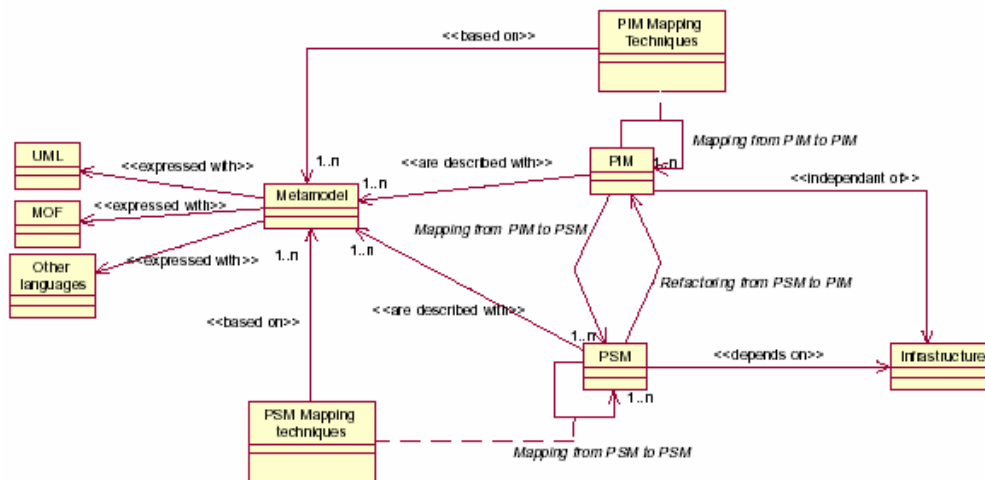 PIM Mapping
Techniques
<<based on>>
Mapping from PIM to PIM
UML
<<expressed with>>
1..n
<<are described with>>
PIM
1..n
1..n
<<independant of>>
Metamodel
MOF
<<expressed with>>
Mapping from PIM to PSM
1..n
1..n
Other
languages
<<expressed with>>
Refactoring from PSM to PIM
<<are described with>>
<<based on>>
1..n
PSM
<<depends on>>
Infrastructure
1..n
PSM Mapping
techniques
Mapping from PSM to PSM